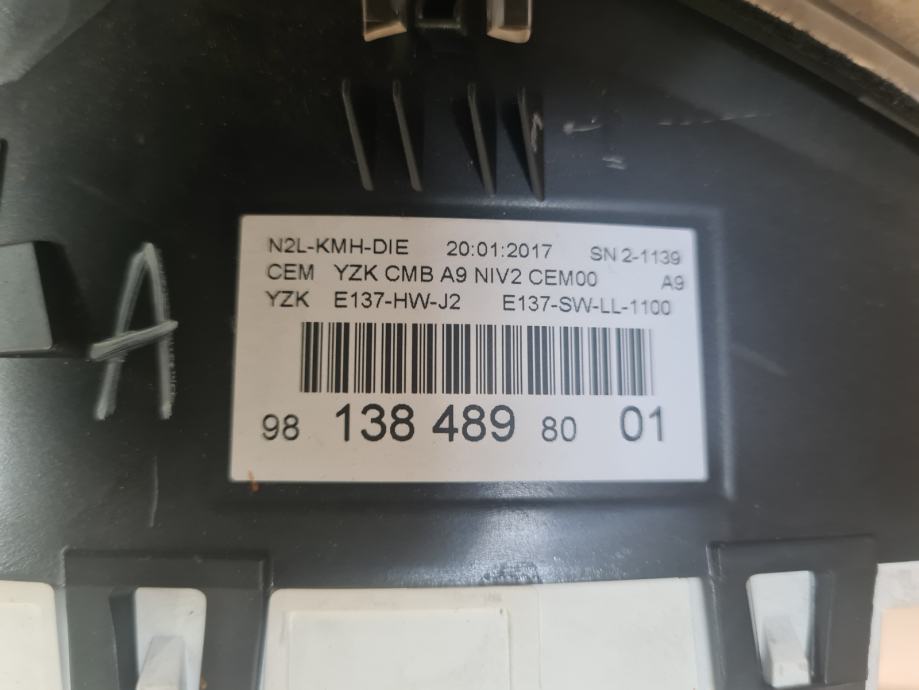 N2L-KMH-DIE 20:01:2017 SN 2-1139
CEM YZK CMB A9 NIV2 CEM00 A9
YZK E137-HW-J2 E137-SW-LL-1100
98 138 489 80 01
A